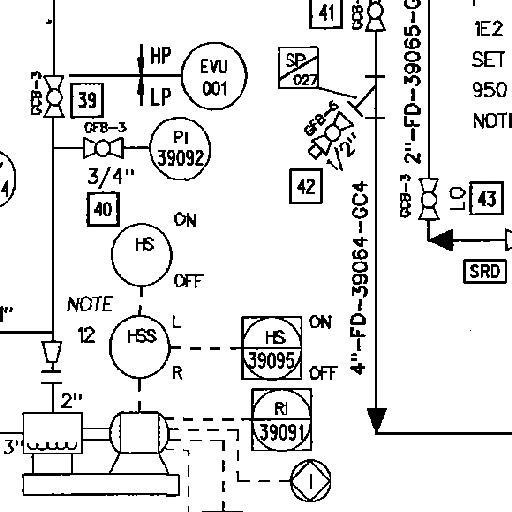 41
GCB-3
2"-FD-39065-G
1E2
SET
950
NOTE
HP
EVU
001
LP
SP
027
GCB-3
39
GFB-3
PI
39092
3/4"
40
GFB-6
1/2"
42
GCB-3
LO
43
SRD
4"-FD-39064-GC4
4
ON
HS
OFF
NOTE
12
L
HSS
R
HS
39095
ON
OFF
2"
3"
RI
39091
I